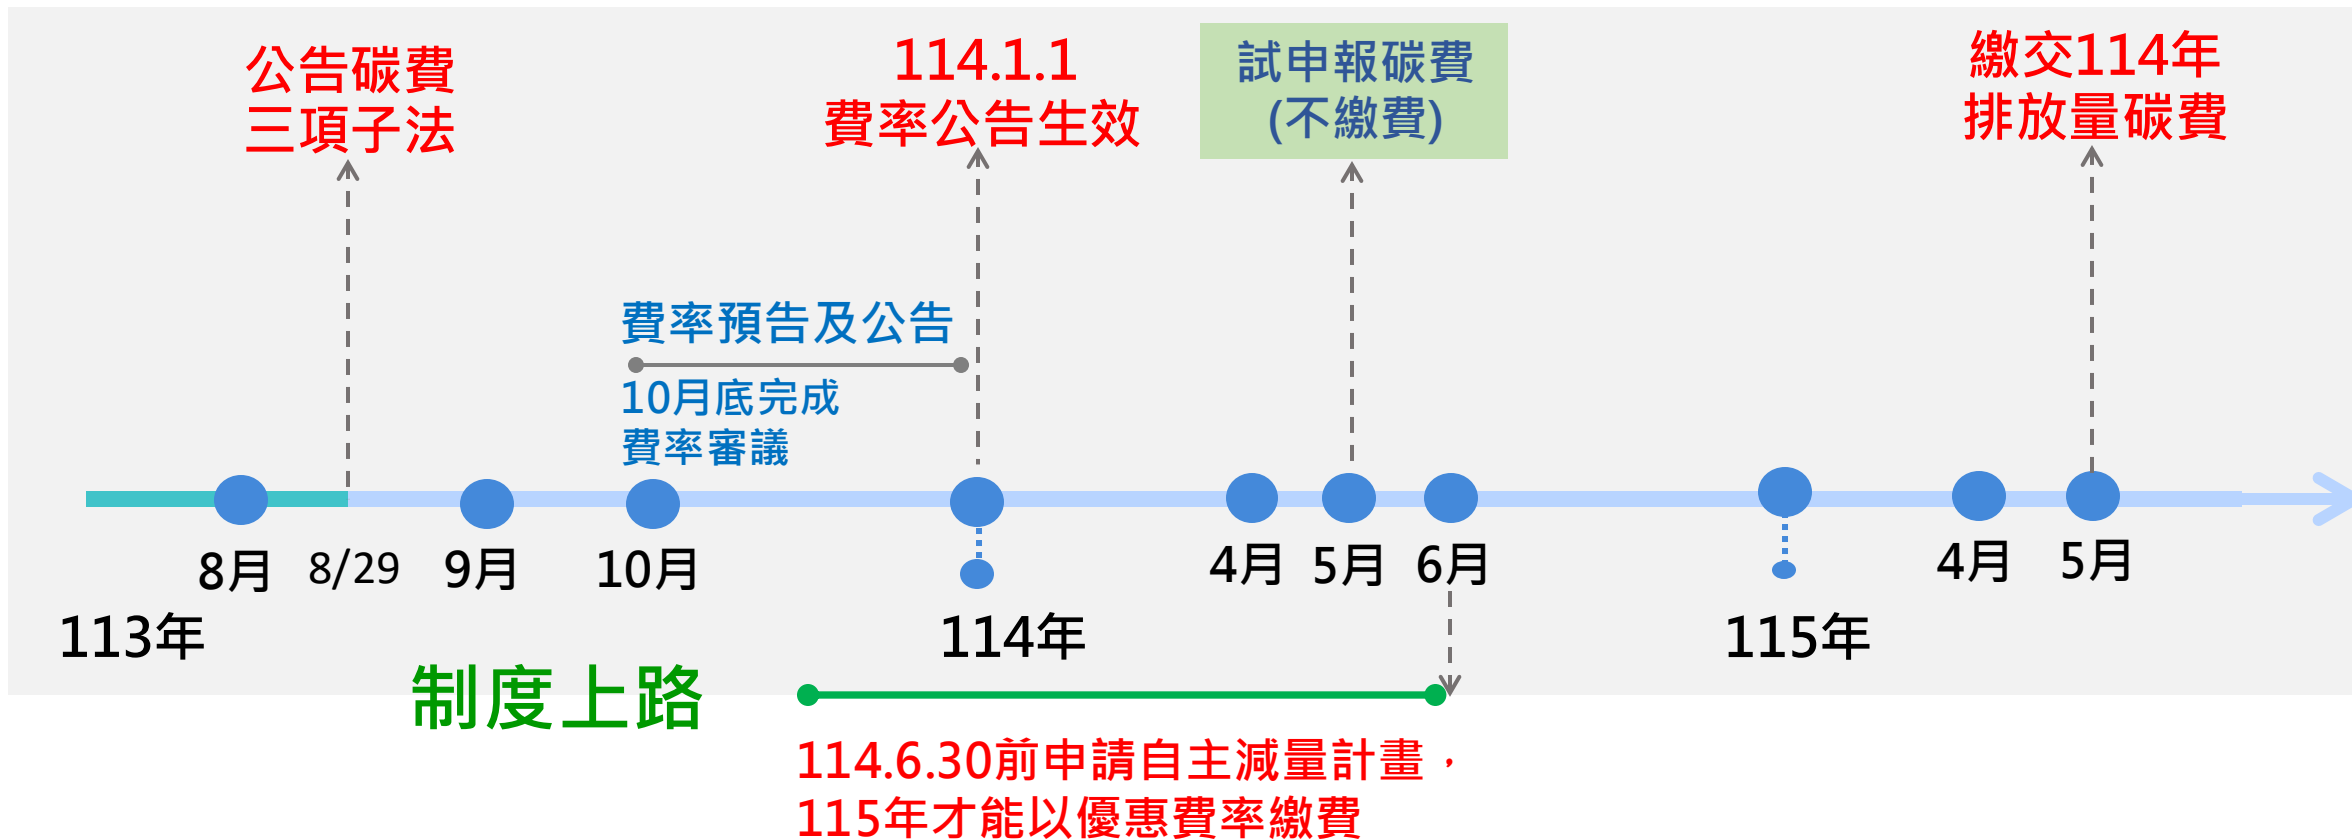 公告碳費
三項子法
114.1.1
費率公告生效
試申報碳費
(不繳費)
繳交114年
排放量碳費
費率預告及公告
10月底完成
費率審議
8月
8/29
9月
10月
4月
5月
6月
4月
5月
113年
114年
115年
制度上路
114.6.30前申請自主減量計畫，
115年才能以優惠費率繳費